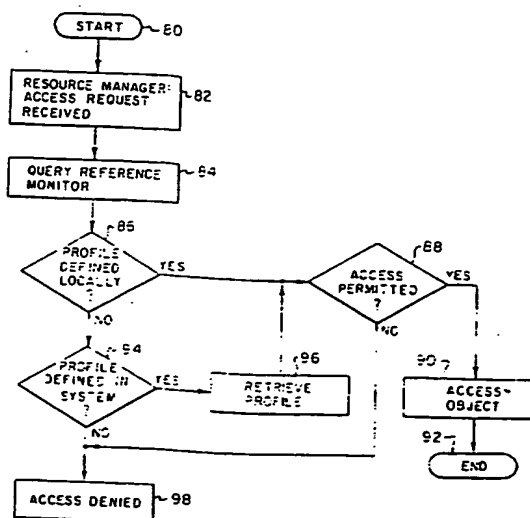 START
80
RESOURCE MANAGER:
ACCESS REQUEST
RECEIVED
82
QUERY REFERENCE
MONITOR
84
86
PROFILE
DEFINED
LOCALLY
?
YES
NO
88
ACCESS
PERMITTED
?
YES
NO
94
PROFILE
DEFINED IN
SYSTEM
?
YES
NO
96
RETRIEVE
PROFILE
90
ACCESS-
OBJECT
92
END
ACCESS DENIED
98